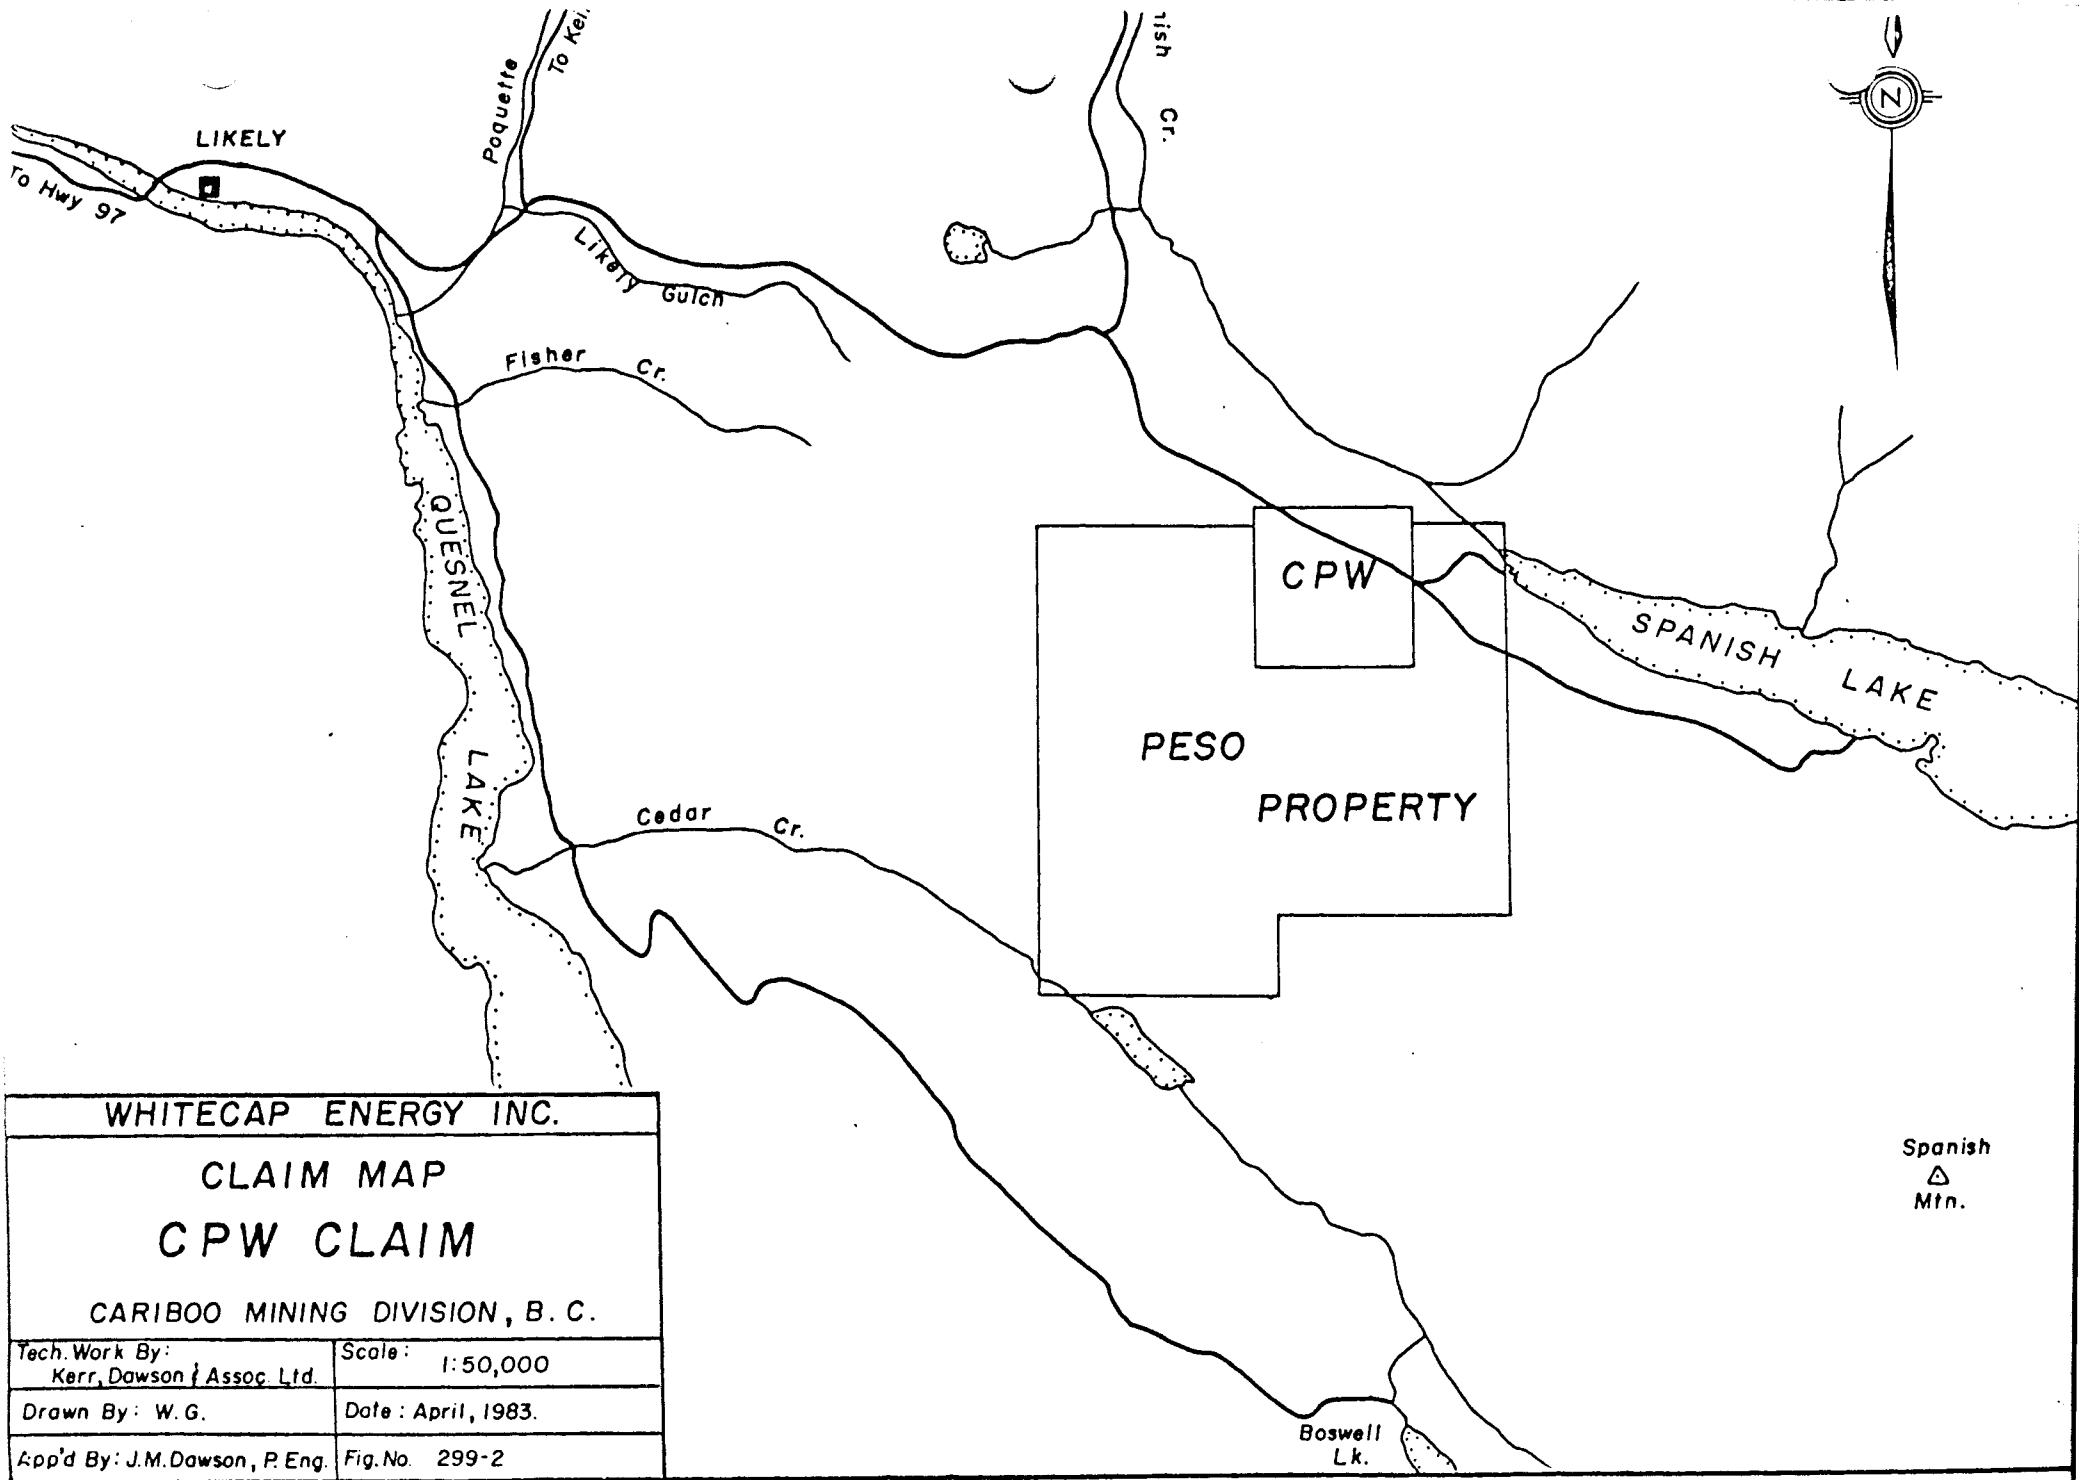 N
LIKELY
To Hwy 97
Poquette
Cr.
Likely
Gulch
Fisher Cr.
QUESNEL
LAKE
CPW
SPANISH
LAKE
PESO
PROPERTY
Cedar Cr.
Spanish
Mtn.
Boswell
Lk.
WHITECAP ENERGY INC.
CLAIM MAP
CPW CLAIM
CARIBOO MINING DIVISION, B. C.
Tech. Work By:
Kerr, Dawson & Assoc. Ltd.
Scale:
1:50,000
Drawn By: W. G.
Date: April, 1983.
App'd By: J.M. Dawson, P. Eng.
Fig. No. 299-2